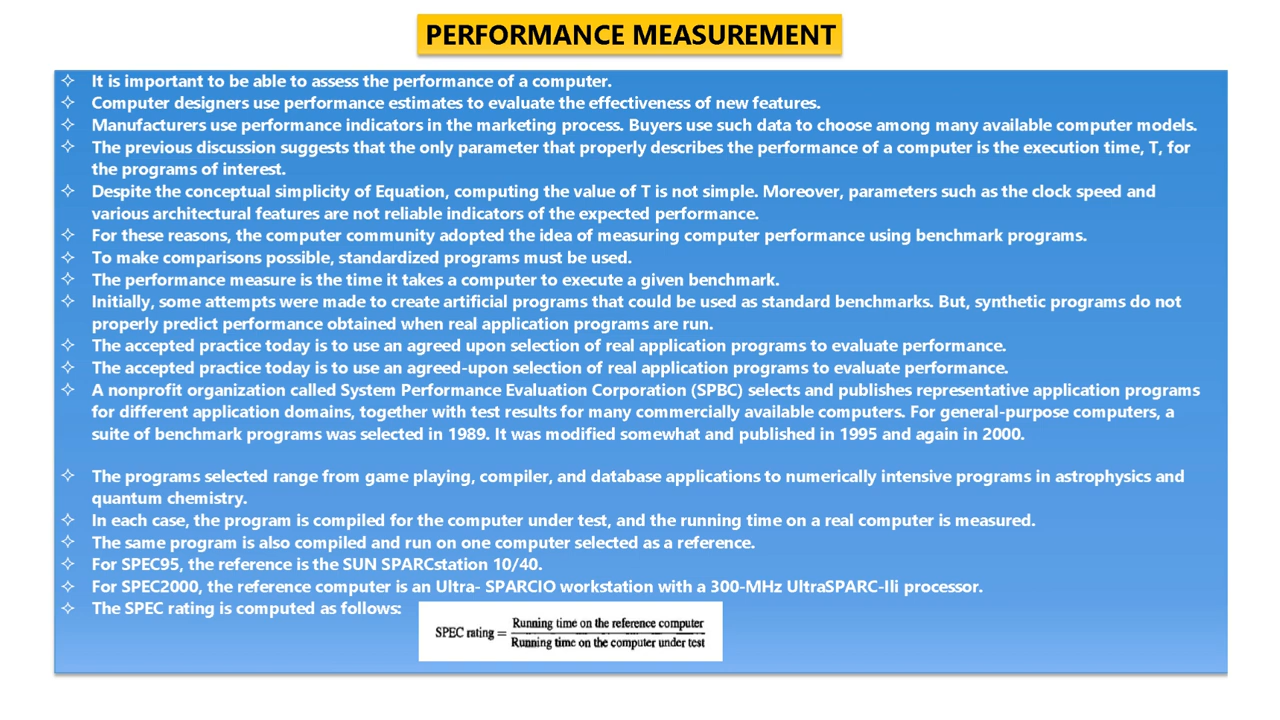 PERFORMANCE MEASUREMENT
✧ It is important to be able to assess the performance of a computer.
✧ Computer designers use performance estimates to evaluate the effectiveness of new features.
✧ Manufacturers use performance indicators in the marketing process. Buyers use such data to choose among many available computer models.
✧ The previous discussion suggests that the only parameter that properly describes the performance of a computer is the execution time, T, for
the programs of interest.
✧ Despite the conceptual simplicity of Equation, computing the value of T is not simple. Moreover, parameters such as the clock speed and
various architectural features are not reliable indicators of the expected performance.
✧ For these reasons, the computer community adopted the idea of measuring computer performance using benchmark programs.
✧ To make comparisons possible, standardized programs must be used.
✧ The performance measure is the time it takes a computer to execute a given benchmark.
✧ Initially, some attempts were made to create artificial programs that could be used as standard benchmarks. But, synthetic programs do not
properly predict performance obtained when real application programs are run.
✧ The accepted practice today is to use an agreed upon selection of real application programs to evaluate performance.
✧ The accepted practice today is to use an agreed-upon selection of real application programs to evaluate performance.
✧ A nonprofit organization called System Performance Evaluation Corporation (SPBC) selects and publishes representative application programs
for different application domains, together with test results for many commercially available computers. For general-purpose computers, a
suite of benchmark programs was selected in 1989. It was modified somewhat and published in 1995 and again in 2000.
✧ The programs selected range from game playing, compiler, and database applications to numerically intensive programs in astrophysics and
quantum chemistry.
✧ In each case, the program is compiled for the computer under test, and the running time on a real computer is measured.
✧ The same program is also compiled and run on one computer selected as a reference.
✧ For SPEC95, the reference is the SUN SPARCstation 10/40.
✧ For SPEC2000, the reference computer is an Ultra- SPARCIO workstation with a 300-MHz UltraSPARC-Ili processor.
✧ The SPEC rating is computed as follows:
Running time on the reference computer
SPEC rating =
Running time on the computer under test